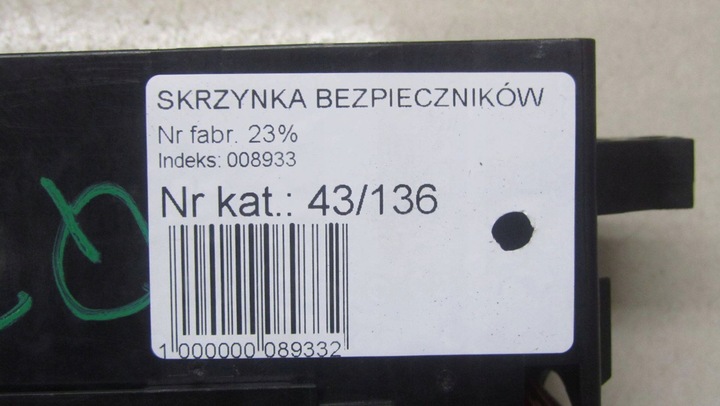 SKRZYNKA BEZPIECZNIKÓW
Nr fabr. 23%
Indeks: 008933
Nr kat.: 43/136
1 000000 089332